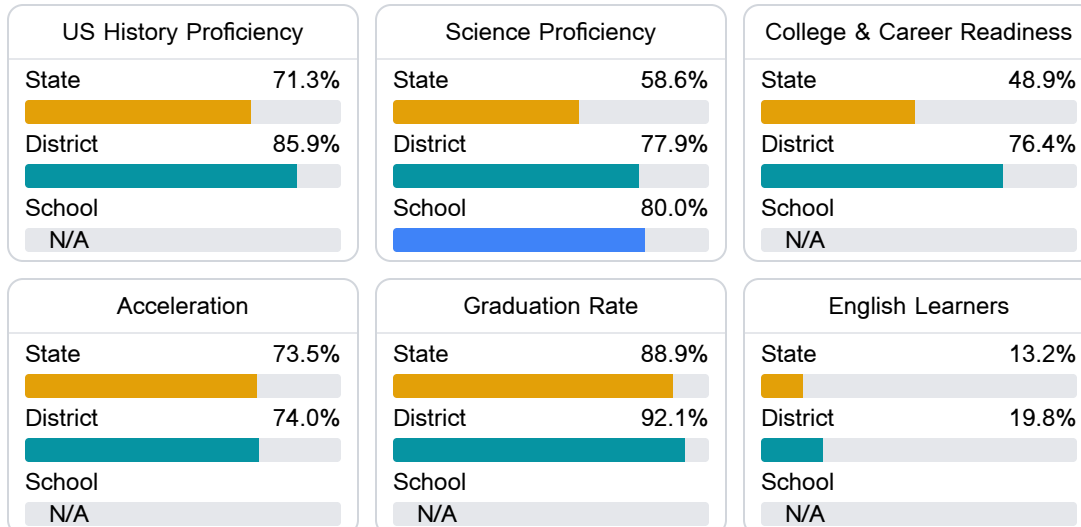 US History Proficiency
State 71.3%
District 85.9%
School
N/A
Science Proficiency
State 58.6%
District 77.9%
School 80.0%
College & Career Readiness
State 48.9%
District 76.4%
School
N/A
Acceleration
State 73.5%
District 74.0%
School
N/A
Graduation Rate
State 88.9%
District 92.1%
School
N/A
English Learners
State 13.2%
District 19.8%
School
N/A